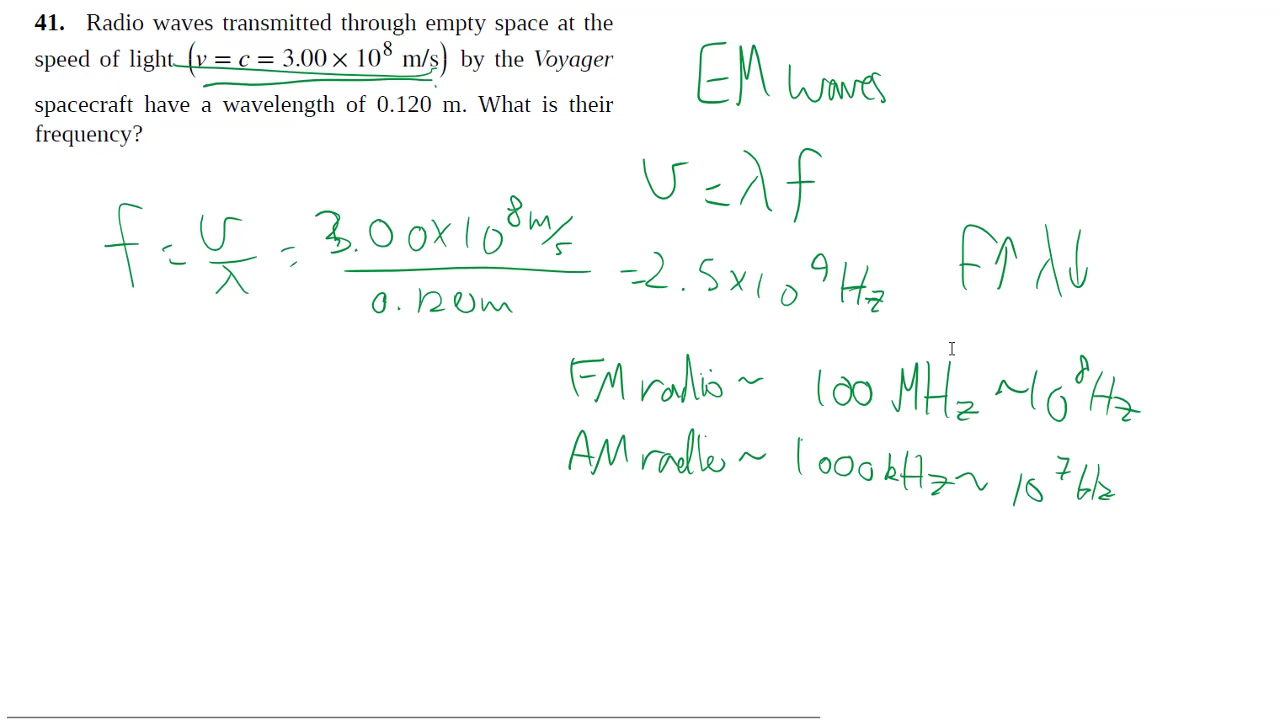 41. Radio waves transmitted through empty space at the
speed of light (v = c = 3.00 × 10⁸ m/s) by the Voyager
spacecraft have a wavelength of 0.120 m. What is their
frequency?
EM waves
v = λ f
f = v/λ = 3.00 × 10⁸ m/s / 0.120 m = 2.5 × 10⁹ Hz
F↑ λ↓
FM radio ~ 100 MHz ~ 10⁸ Hz
AM radio ~ 1000 kHz ~ 10⁷ Hz